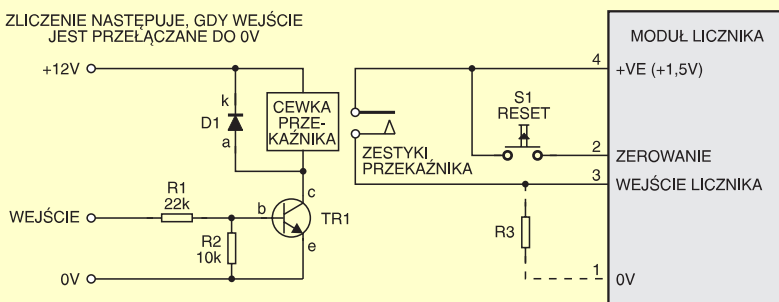 ZLICZENIE NASTĘPUJE, GDY WEJŚCIE
JEST PRZEŁĄCZANE DO 0V
+12V
k
D1
a
CEWKA
PRZE-
KAŹNIKA
c
R1
22k
WEJŚCIE
b
TR1
R2
10k
e
0V
ZESTYKI
PRZEKAŹNIKA
S1
RESET
R3
MODUŁ LICZNIKA
4
+VE (+1,5V)
2
ZEROWANIE
3
WEJŚCIE LICZNIKA
1
0V